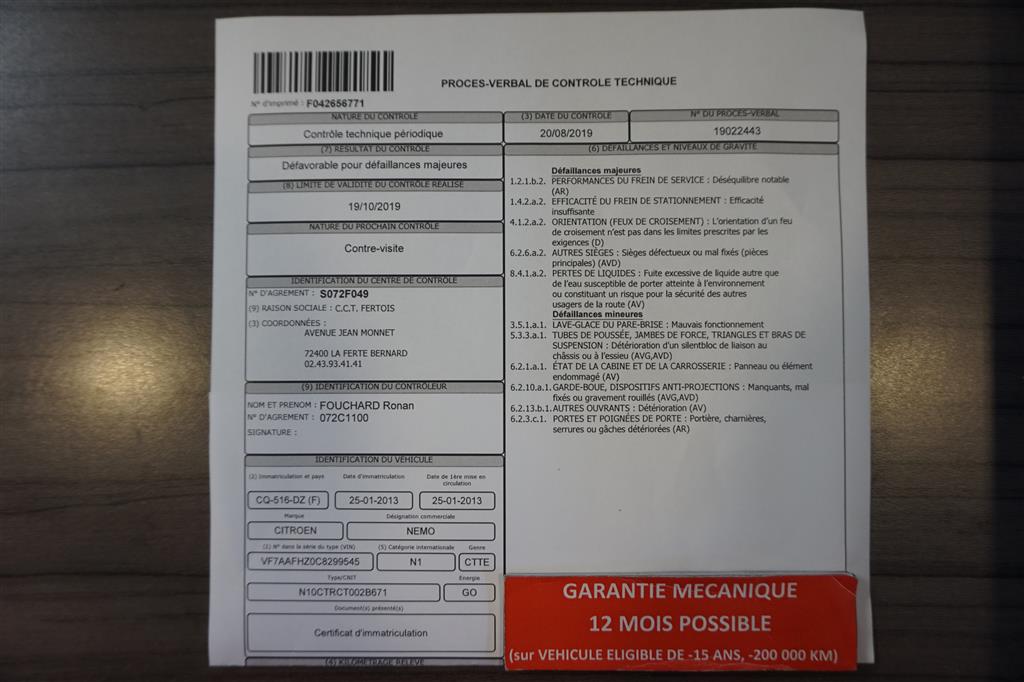 PROCES-VERBAL DE CONTROLE TECHNIQUE
N° d'imprimé : F042656771
NATURE DU CONTROLE
Contrôle technique périodique
(3) DATE DU CONTROLE
20/08/2019
N° DU PROCES-VERBAL
19022443
(7) RESULTAT DU CONTRÔLE
Défavorable pour défaillances majeures
(8) LIMITE DE VALIDITE DU CONTRÔLE REALISE
19/10/2019
NATURE DU PROCHAIN CONTRÔLE
Contre-visite
IDENTIFICATION DU CENTRE DE CONTRÔLE
N° D'AGREMENT : S072F049
(9) RAISON SOCIALE : C.C.T. FERTOIS
(3) COORDONNÉES :
AVENUE JEAN MONNET
72400 LA FERTE BERNARD
02.43.93.41.41
(9) IDENTIFICATION DU CONTRÔLEUR
NOM ET PRENOM : FOUCHARD Ronan
N° D'AGREMENT : 072C1100
SIGNATURE :
IDENTIFICATION DU VÉHICULE
(2) Immatriculation et pays
Date d'immatriculation
Date de 1ère mise en
circulation
CQ-516-DZ (F)
25-01-2013
25-01-2013
Marque
Désignation commerciale
CITROEN
NEMO
(1) N° dans la série du type (VIN)
(5) Catégorie internationale
Genre
VF7AAFHZ0C8299545
N1
CTTE
Type/CNIT
Energie
N10CTRCT002B671
GO
Document(s) présenté(s)
Certificat d'immatriculation
(4) KILOMÉTRAGE RELEVÉ
(6) DÉFAILLANCES ET NIVEAUX DE GRAVITÉ
Défaillances majeures
1.2.1.b.2. PERFORMANCES DU FREIN DE SERVICE : Déséquilibre notable
(AR)
1.4.2.a.2. EFFICACITÉ DU FREIN DE STATIONNEMENT : Efficacité
insuffisante
4.1.2.a.2. ORIENTATION (FEUX DE CROISEMENT) : L'orientation d'un feu
de croisement n'est pas dans les limites prescrites par les
exigences (D)
6.2.6.a.2. AUTRES SIÈGES : Sièges défectueux ou mal fixés (pièces
principales) (AVD)
8.4.1.a.2. PERTES DE LIQUIDES : Fuite excessive de liquide autre que
de l'eau susceptible de porter atteinte à l'environnement
ou constituant un risque pour la sécurité des autres
usagers de la route (AV)
Défaillances mineures
3.5.1.a.1. LAVE-GLACE DU PARE-BRISE : Mauvais fonctionnement
5.3.3.a.1. TUBES DE POUSSÉE, JAMBES DE FORCE, TRIANGLES ET BRAS DE
SUSPENSION : Détérioration d'un silentbloc de liaison au
châssis ou à l'essieu (AVG,AVD)
6.2.1.a.1. ÉTAT DE LA CABINE ET DE LA CARROSSERIE : Panneau ou élément
endommagé (AV)
6.2.10.a.1. GARDE-BOUE, DISPOSITIFS ANTI-PROJECTIONS : Manquants, mal
fixés ou gravement rouillés (AVG,AVD)
6.2.13.b.1. AUTRES OUVRANTS : Détérioration (AV)
6.2.3.c.1. PORTES ET POIGNÉES DE PORTE : Portière, charnières,
serrures ou gâches détériorées (AR)
GARANTIE MECANIQUE
12 MOIS POSSIBLE
(sur VEHICULE ELIGIBLE DE -15 ANS, -200 000 KM)